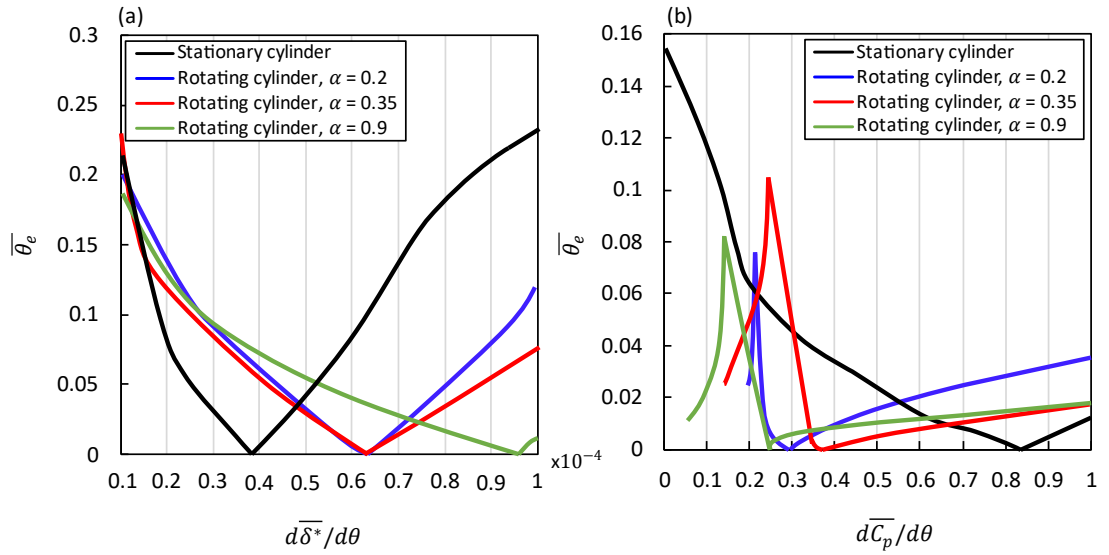 (a)
0.3
0.25
0.2
0.15
0.1
0.05
0
Stationary cylinder
Rotating cylinder, α = 0.2
Rotating cylinder, α = 0.35
Rotating cylinder, α = 0.9
θ̅_e
0.1 0.2 0.3 0.4 0.5 0.6 0.7 0.8 0.9 1
x10⁻⁴
dδ̅*/dθ
(b)
0.16
0.14
0.12
0.1
0.08
0.06
0.04
0.02
0
Stationary cylinder
Rotating cylinder, α = 0.2
Rotating cylinder, α = 0.35
Rotating cylinder, α = 0.9
θ̅_e
0 0.1 0.2 0.3 0.4 0.5 0.6 0.7 0.8 0.9 1
dC̅_p/dθ